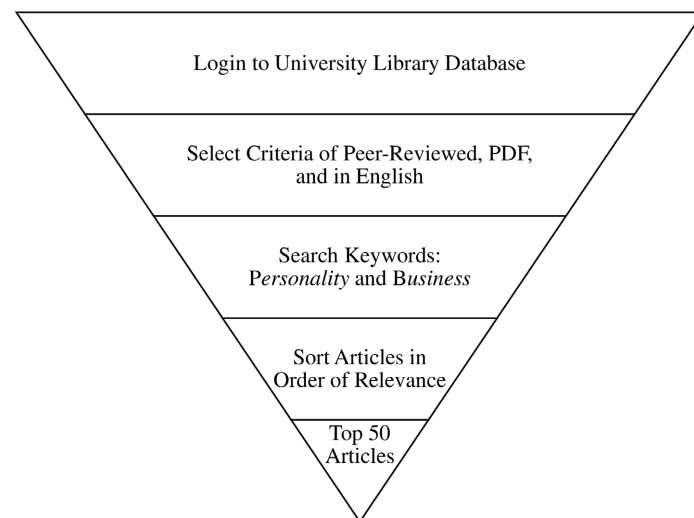 Login to University Library Database
Select Criteria of Peer-Reviewed, PDF,
and in English
Search Keywords:
Personality and Business
Sort Articles in
Order of Relevance
Top 50
Articles